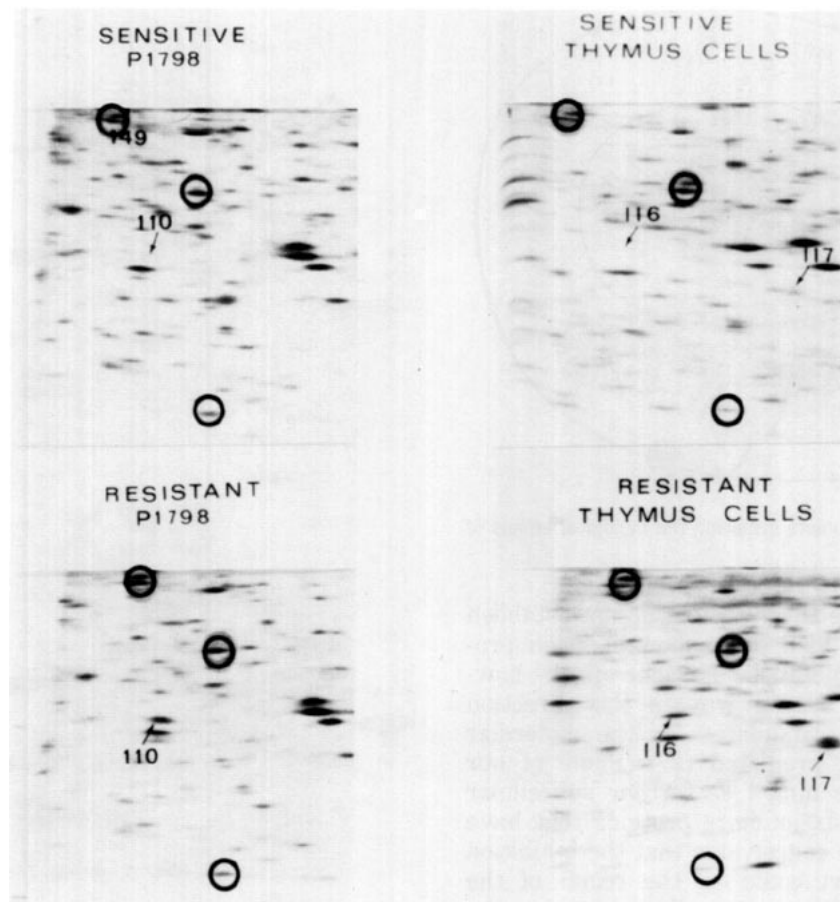 SENSITIVE
P1798
149
110
SENSITIVE
THYMUS CELLS
116
117
RESISTANT
P1798
110
RESISTANT
THYMUS CELLS
116
117